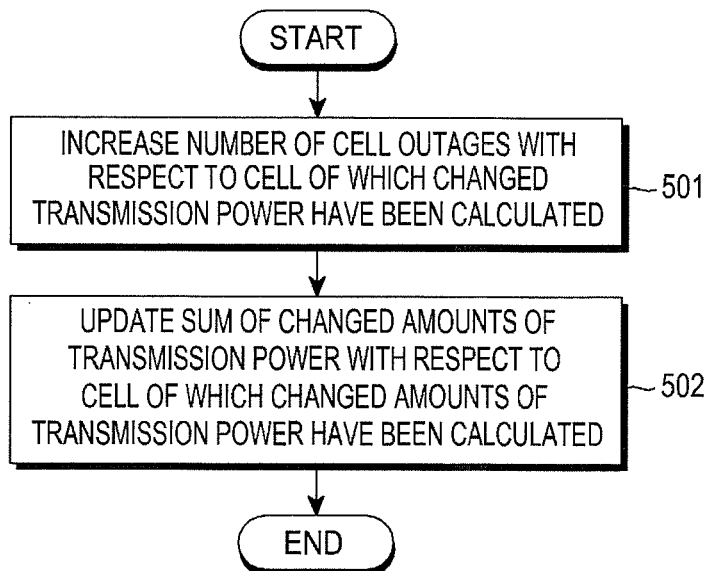 START
INCREASE NUMBER OF CELL OUTAGES WITH
RESPECT TO CELL OF WHICH CHANGED
TRANSMISSION POWER HAVE BEEN CALCULATED
501
UPDATE SUM OF CHANGED AMOUNTS OF
TRANSMISSION POWER WITH RESPECT TO
CELL OF WHICH CHANGED AMOUNTS OF
TRANSMISSION POWER HAVE BEEN CALCULATED
502
END